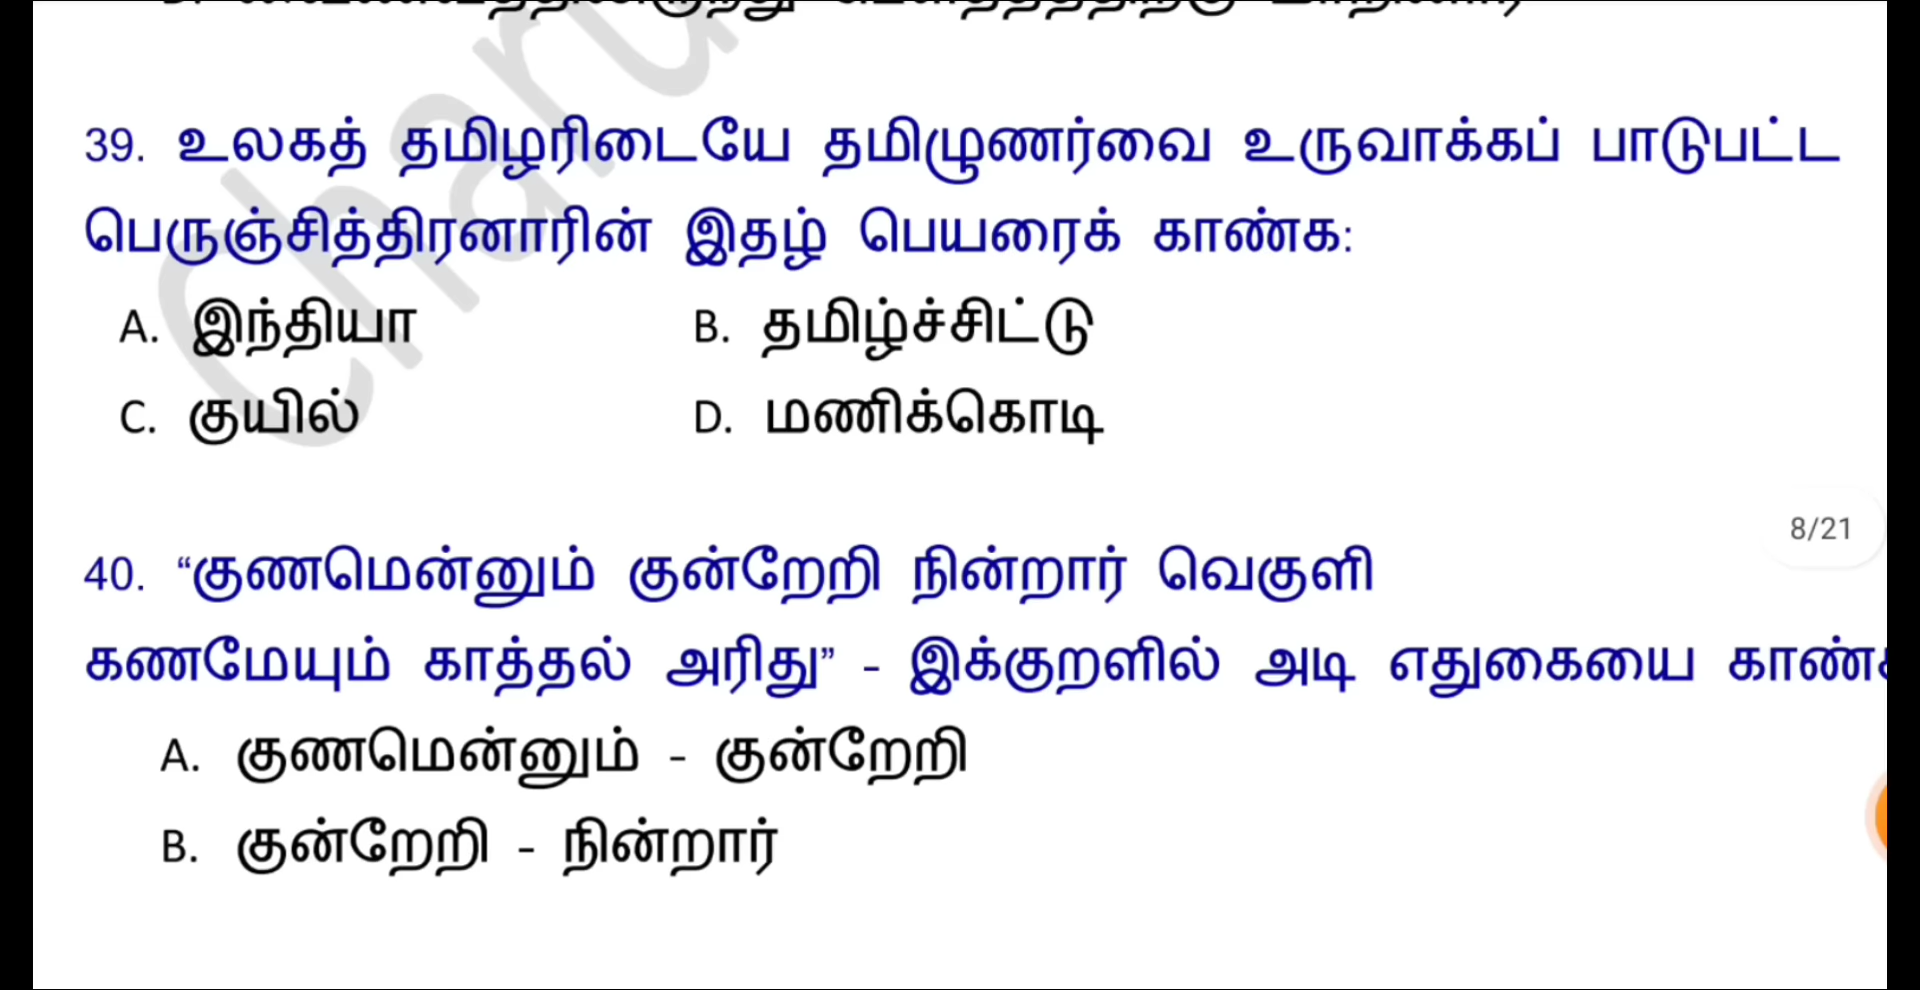 39. உலகத் தமிழரிடையே தமிழுணர்வை உருவாக்கப் பாடுபட்ட
பெருஞ்சித்திரனாரின் இதழ் பெயரைக் காண்க:
A. இந்தியா B. தமிழ்ச்சிட்டு
C. குயில் D. மணிக்கொடி
8/21
40. “குணமென்னும் குன்றேறி நின்றார் வெகுளி
கணமேயும் காத்தல் அரிது” - இக்குறளில் அடி எதுகையை
A. குணமென்னும் - குன்றேறி
B. குன்றேறி - நின்றார்